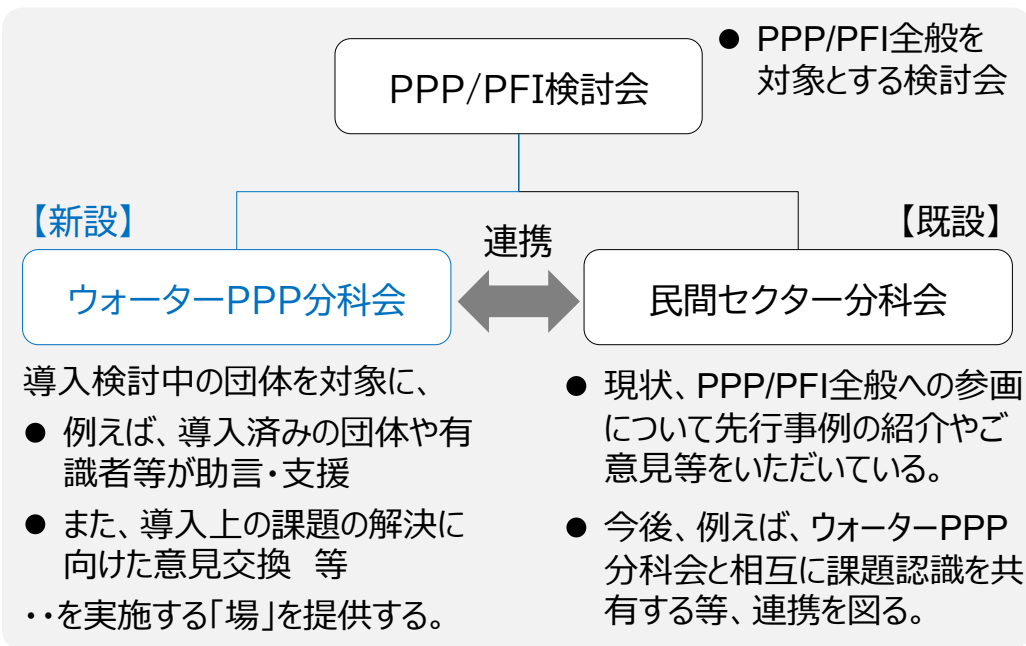 PPP/PFI検討会
● PPP/PFI全般を
対象とする検討会
【新設】
【既設】
連携
ウォーターPPP分科会
民間セクター分科会
導入検討中の団体を対象に、
● 例えば、導入済みの団体や有
識者等が助言・支援
● また、導入上の課題の解決に
向けた意見交換　等
・・を実施する「場」を提供する。
● 現状、PPP/PFI全般への参画
について先行事例の紹介やご
意見等をいただいている。
● 今後、例えば、ウォーターPPP
分科会と相互に課題認識を共
有する等、連携を図る。